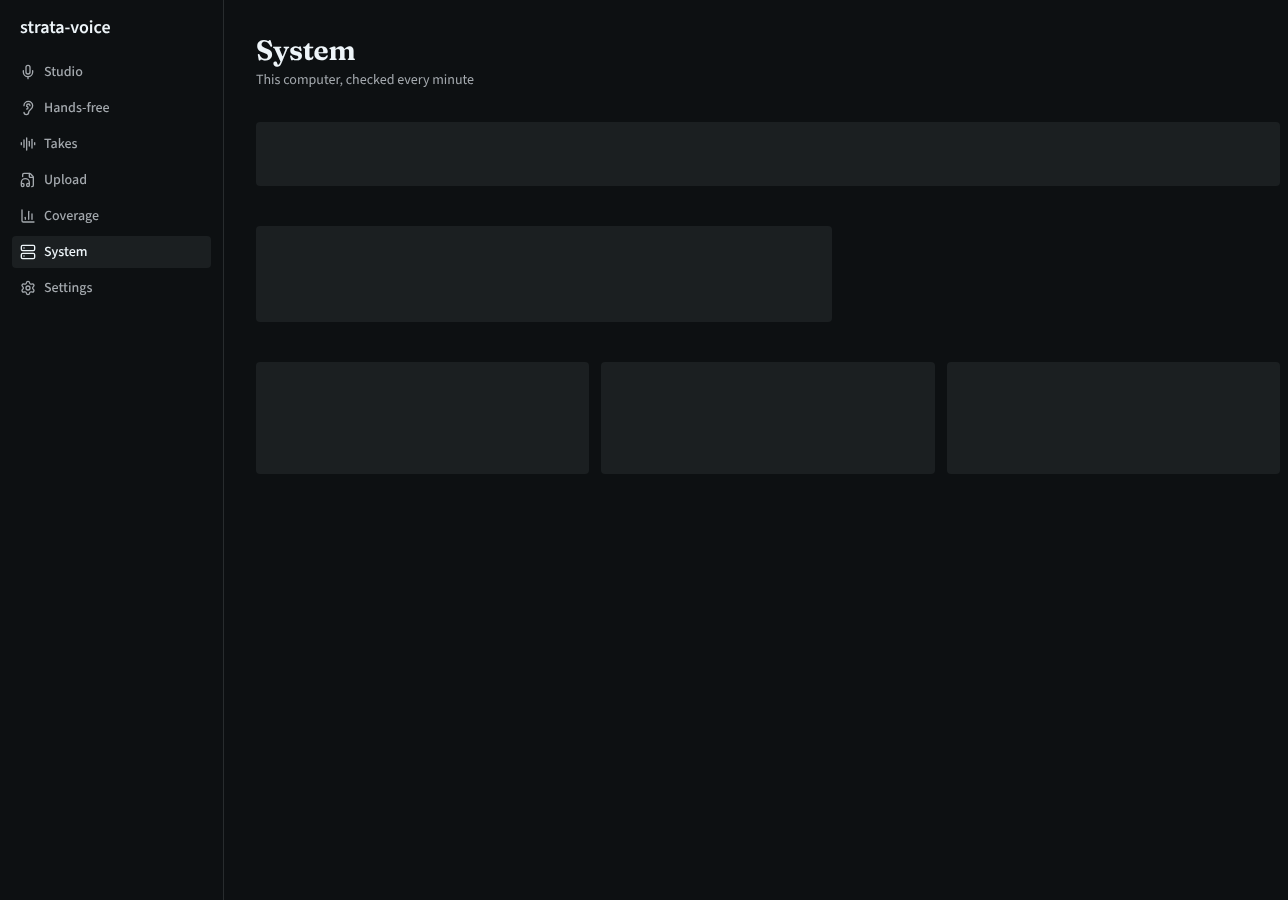 strata-voice
Studio
Hands-free
Takes
Upload
Coverage
System
Settings
System
This computer, checked every minute